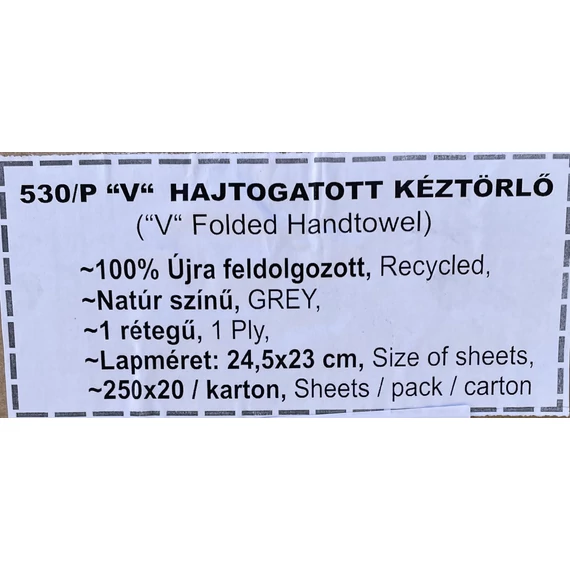 530/P “V“ HAJTOGATOTT KÉZTÖRLŐ
(“V“ Folded Handtowel)
~100% Újra feldolgozott, Recycled,
~Natúr színű, GREY,
~1 rétegű, 1 Ply,
~Lapméret: 24,5x23 cm, Size of sheets,
~250x20 / karton, Sheets / pack / carton